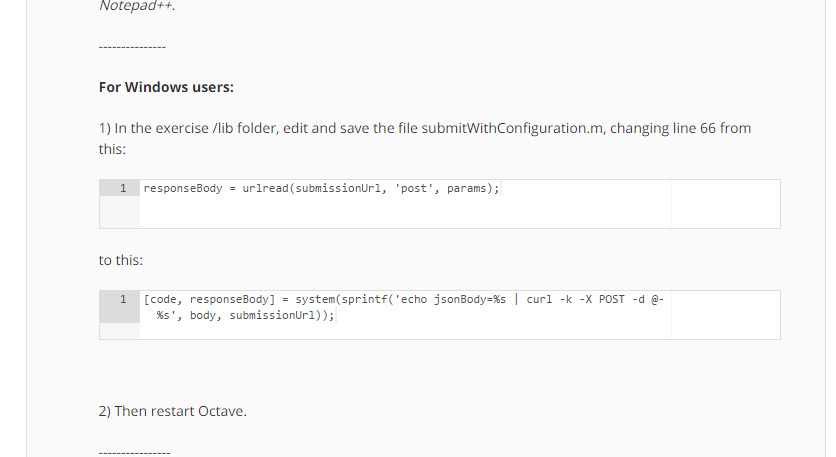 Notepad++.
---------------
For Windows users:
1) In the exercise /lib folder, edit and save the file submitWithConfiguration.m, changing line 66 from
this:
1 responseBody = urlread(submissionUrl, 'post', params);
to this:
1 [code, responseBody] = system(sprintf('echo jsonBody=%s | curl -k -X POST -d @-
%s', body, submissionUrl));
2) Then restart Octave.
----------------